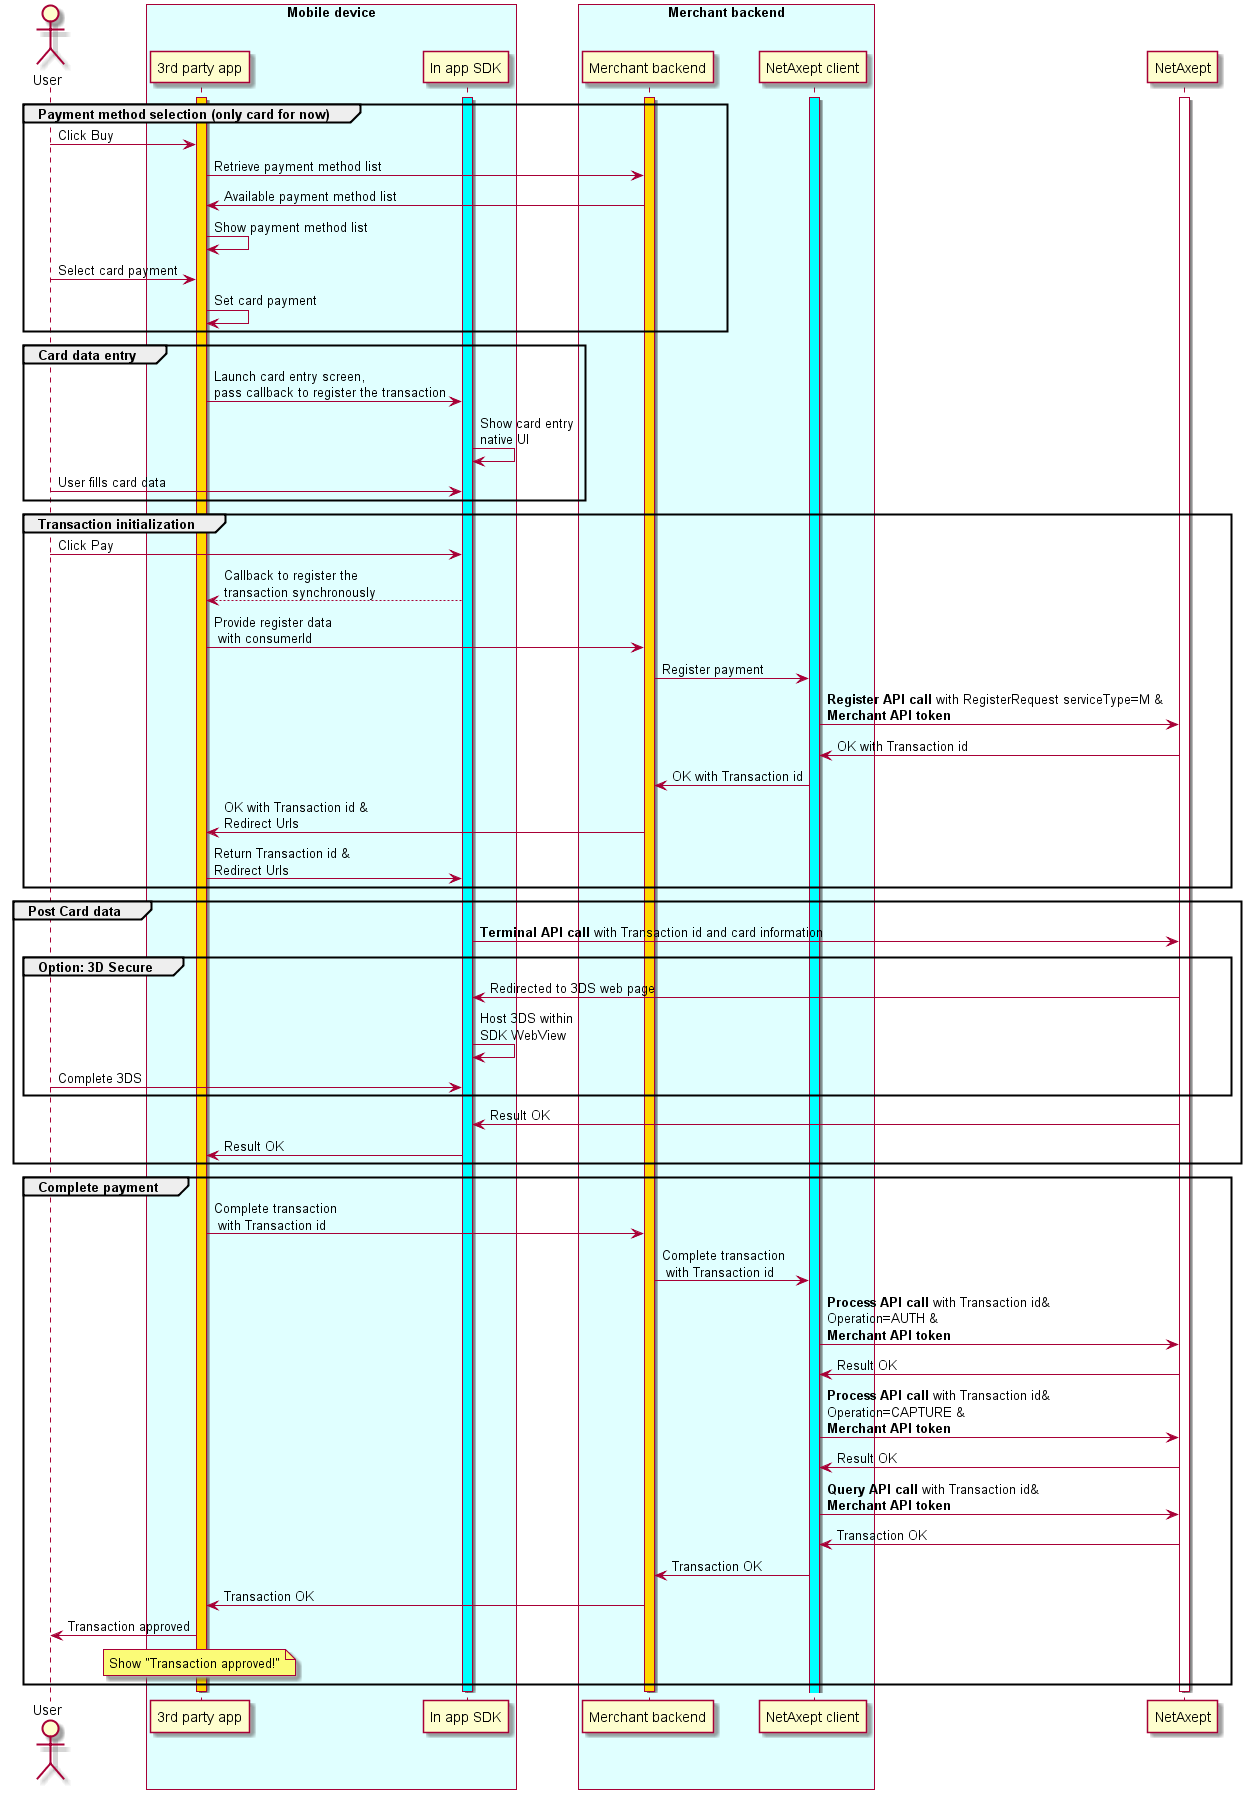 Mobile device
Merchant backend
User
3rd party app
In app SDK
Merchant backend
NetAxept client
NetAxept
Payment method selection (only card for now)
Click Buy
Retrieve payment method list
Available payment method list
Show payment method list
Select card payment
Set card payment
Card data entry
Launch card entry screen,
pass callback to register the transaction
Show card entry
native UI
User fills card data
Transaction initialization
Click Pay
Callback to register the
transaction synchronously
Provide register data
with consumerId
Register payment
Register API call with RegisterRequest serviceType=M &
Merchant API token
OK with Transaction id
OK with Transaction id
OK with Transaction id &
Redirect Urls
Return Transaction id &
Redirect Urls
Post Card data
Terminal API call with Transaction id and card information
Option: 3D Secure
Redirected to 3DS web page
Host 3DS within
SDK WebView
Complete 3DS
Result OK
Result OK
Complete payment
Complete transaction
with Transaction id
Complete transaction
with Transaction id
Process API call with Transaction id&
Operation=AUTH &
Merchant API token
Result OK
Process API call with Transaction id&
Operation=CAPTURE &
Merchant API token
Result OK
Query API call with Transaction id&
Merchant API token
Transaction OK
Transaction OK
Transaction OK
Transaction approved
Show "Transaction approved!"
User
3rd party app
In app SDK
Merchant backend
NetAxept client
NetAxept